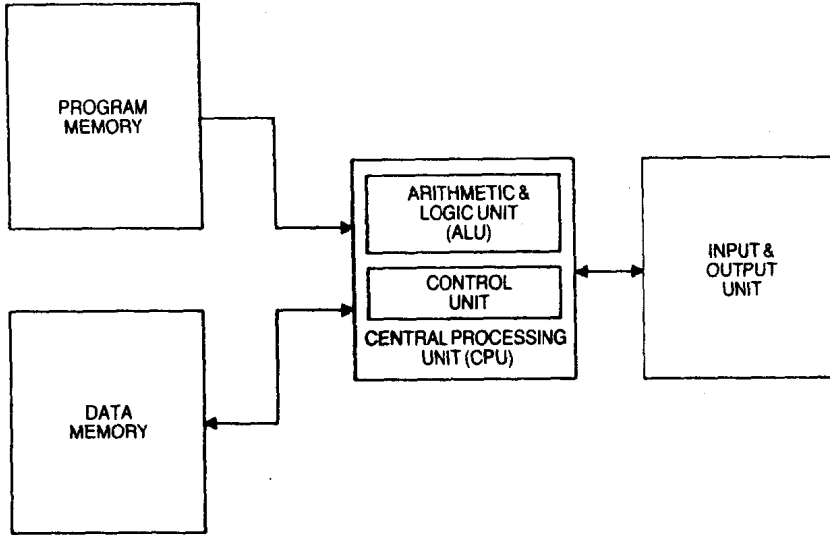 PROGRAM
MEMORY
ARITHMETIC &
LOGIC UNIT
(ALU)
CONTROL
UNIT
CENTRAL PROCESSING
UNIT (CPU)
INPUT &
OUTPUT
UNIT
DATA
MEMORY